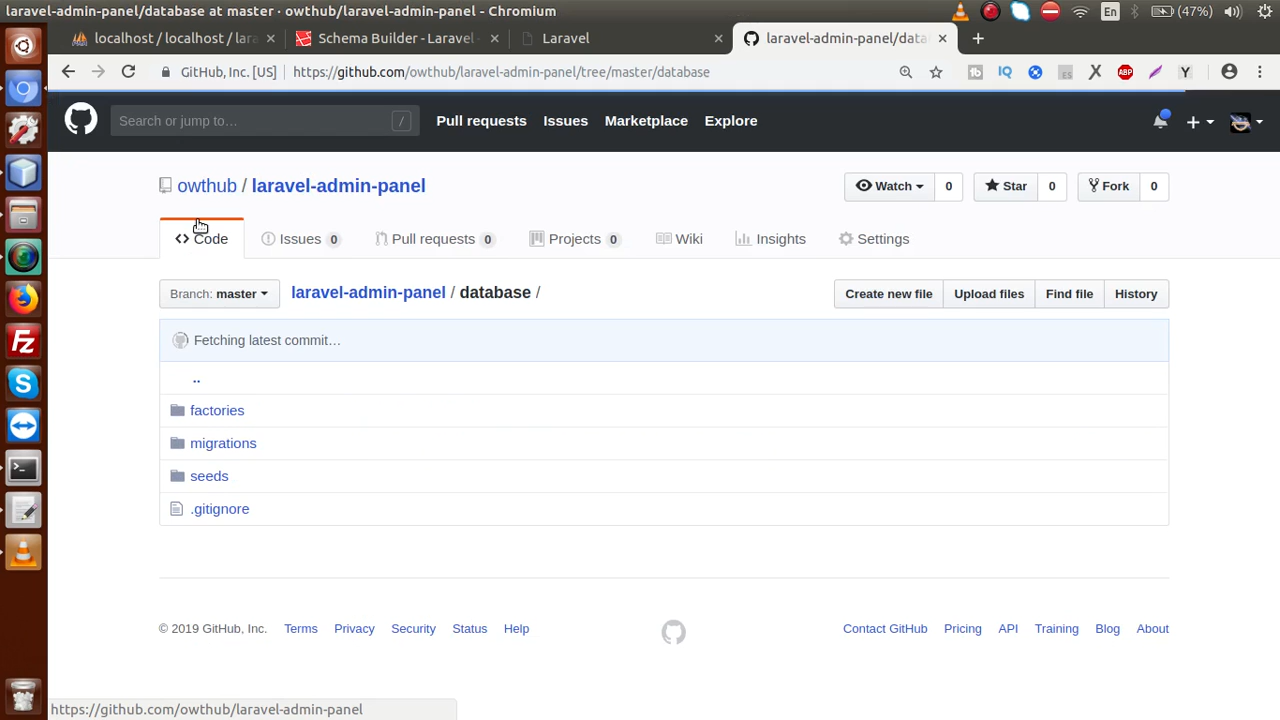 laravel-admin-panel/database at master · owthub/laravel-admin-panel - Chromium
En
(47%)
localhost / localhost / lara
Schema Builder - Laravel -
Laravel
laravel-admin-panel/data
GitHub, Inc. [US]
https://github.com/owthub/laravel-admin-panel/tree/master/database
tb
IQ
ES
X
ABP
Y
Search or jump to…
/
Pull requests
Issues
Marketplace
Explore
owthub / laravel-admin-panel
Watch
0
Star
0
Fork
0
<> Code
Issues 0
Pull requests 0
Projects 0
Wiki
Insights
Settings
Branch: master
laravel-admin-panel / database /
Create new file
Upload files
Find file
History
Fetching latest commit…
..
factories
migrations
seeds
.gitignore
© 2019 GitHub, Inc.
Terms
Privacy
Security
Status
Help
Contact GitHub
Pricing
API
Training
Blog
About
https://github.com/owthub/laravel-admin-panel